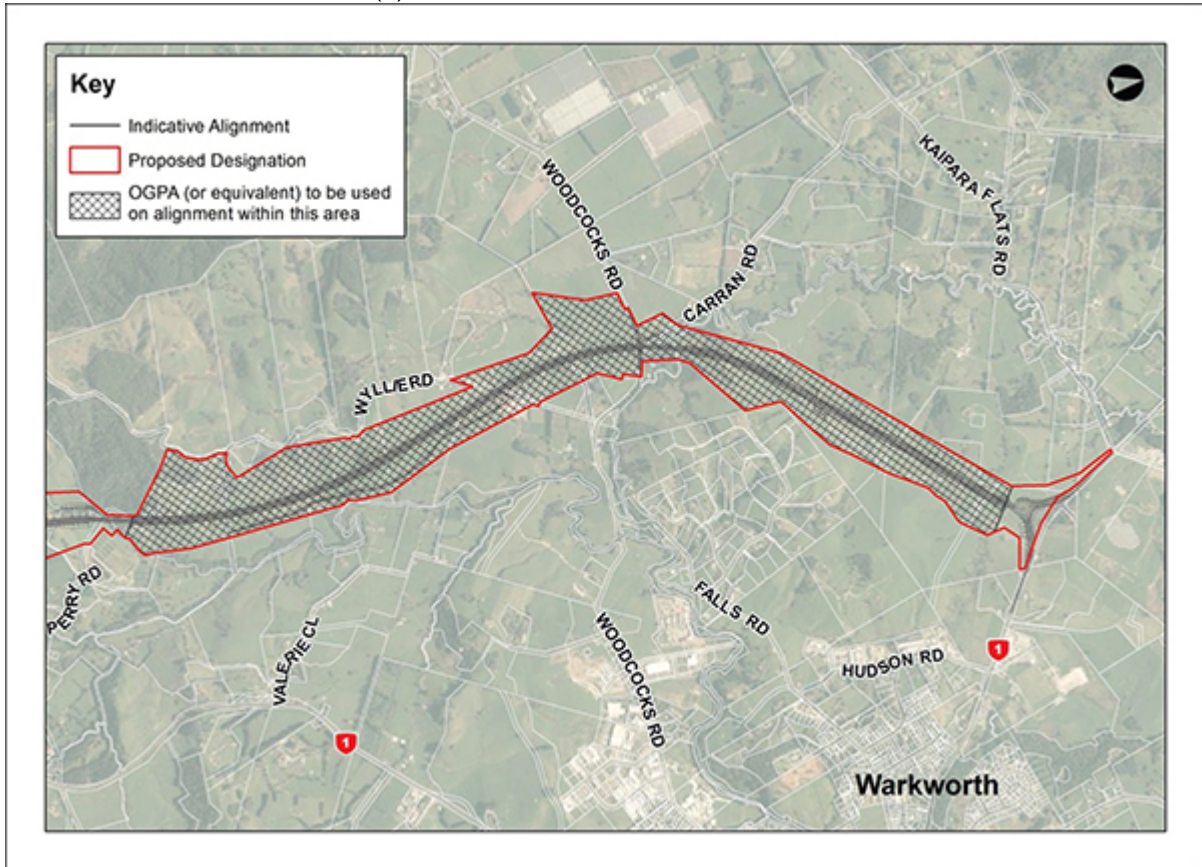 (s)
Key
Indicative Alignment
Proposed Designation
OGPA (or equivalent) to be used
on alignment within this area
KAIPARA FLATS RD
WOODCOCKS RD
CARRAN RD
WYLLIE RD
PERRY RD
VALERIE CL
1
WOODCOCKS RD
FALLS RD
HUDSON RD
1
Warkworth